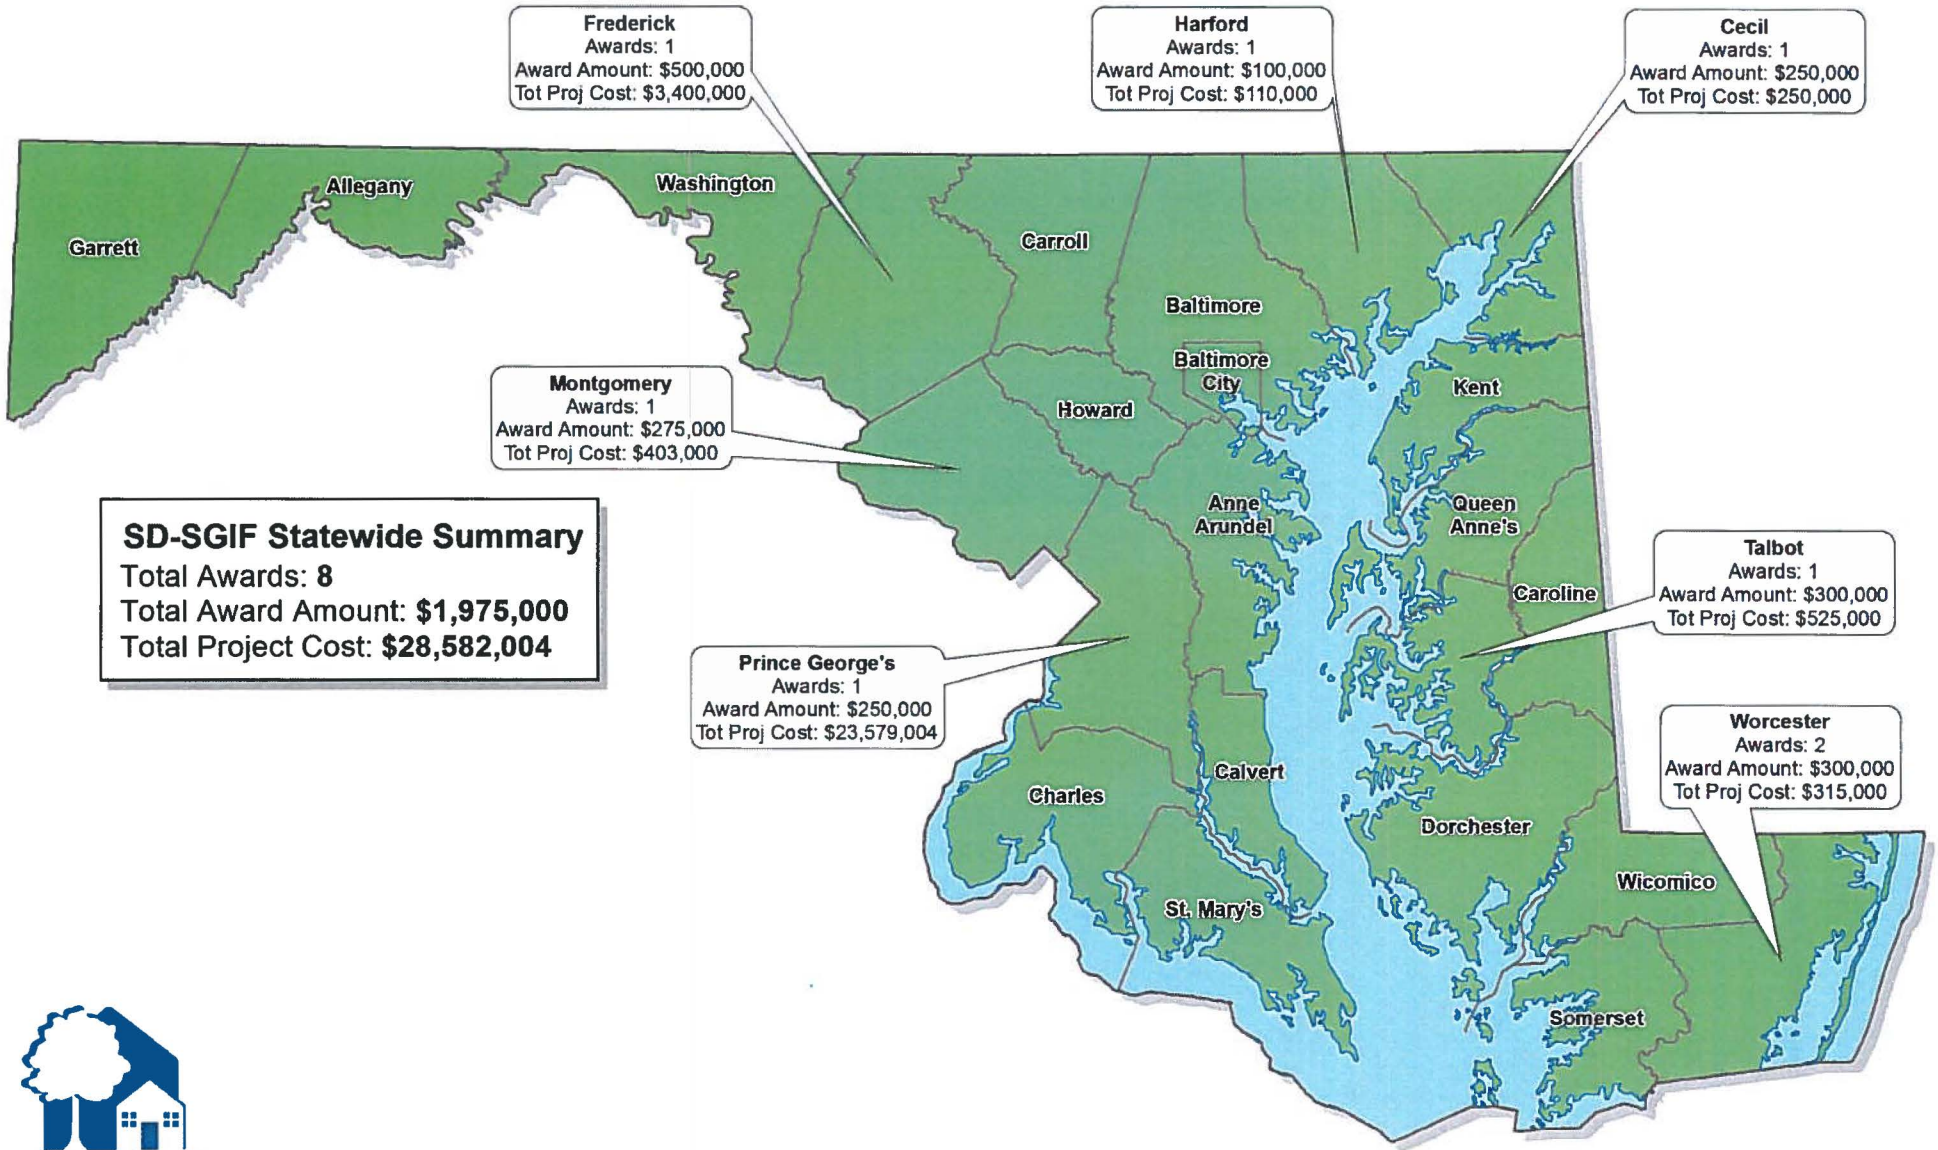 Frederick
Awards: 1
Award Amount: $500,000
Tot Proj Cost: $3,400,000
Harford
Awards: 1
Award Amount: $100,000
Tot Proj Cost: $110,000
Cecil
Awards: 1
Award Amount: $250,000
Tot Proj Cost: $250,000
Garrett
Allegany
Washington
Carroll
Baltimore
Baltimore
City
Howard
Kent
Montgomery
Awards: 1
Award Amount: $275,000
Tot Proj Cost: $403,000
Anne
Arundel
Queen
Anne's
Caroline
SD-SGIF Statewide Summary
Total Awards: 8
Total Award Amount: $1,975,000
Total Project Cost: $28,582,004
Talbot
Awards: 1
Award Amount: $300,000
Tot Proj Cost: $525,000
Prince George's
Awards: 1
Award Amount: $250,000
Tot Proj Cost: $23,579,004
Worcester
Awards: 2
Award Amount: $300,000
Tot Proj Cost: $315,000
Calvert
Charles
Dorchester
Wicomico
St. Mary's
Somerset